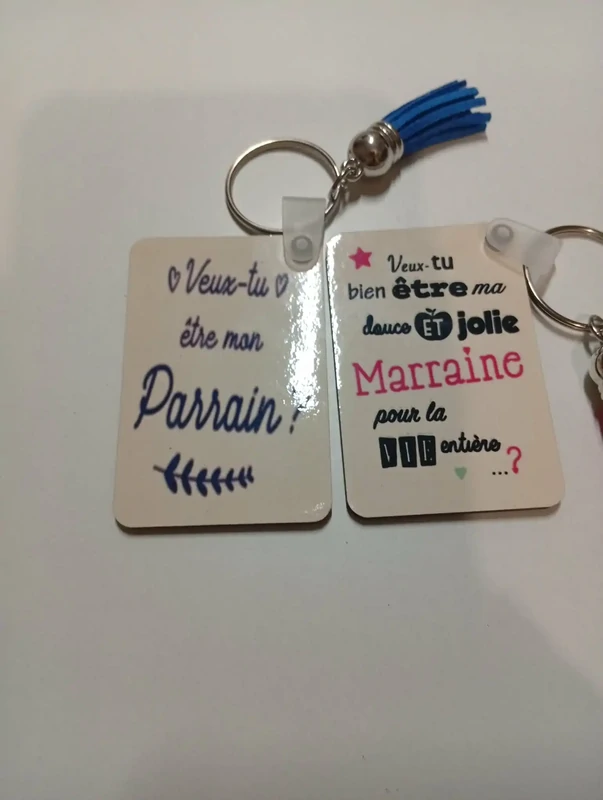 Veux-tu
être mon
Parrain ?
Veux-tu
bien être ma
douce ET jolie
Marraine
pour la
VIE entière
...?